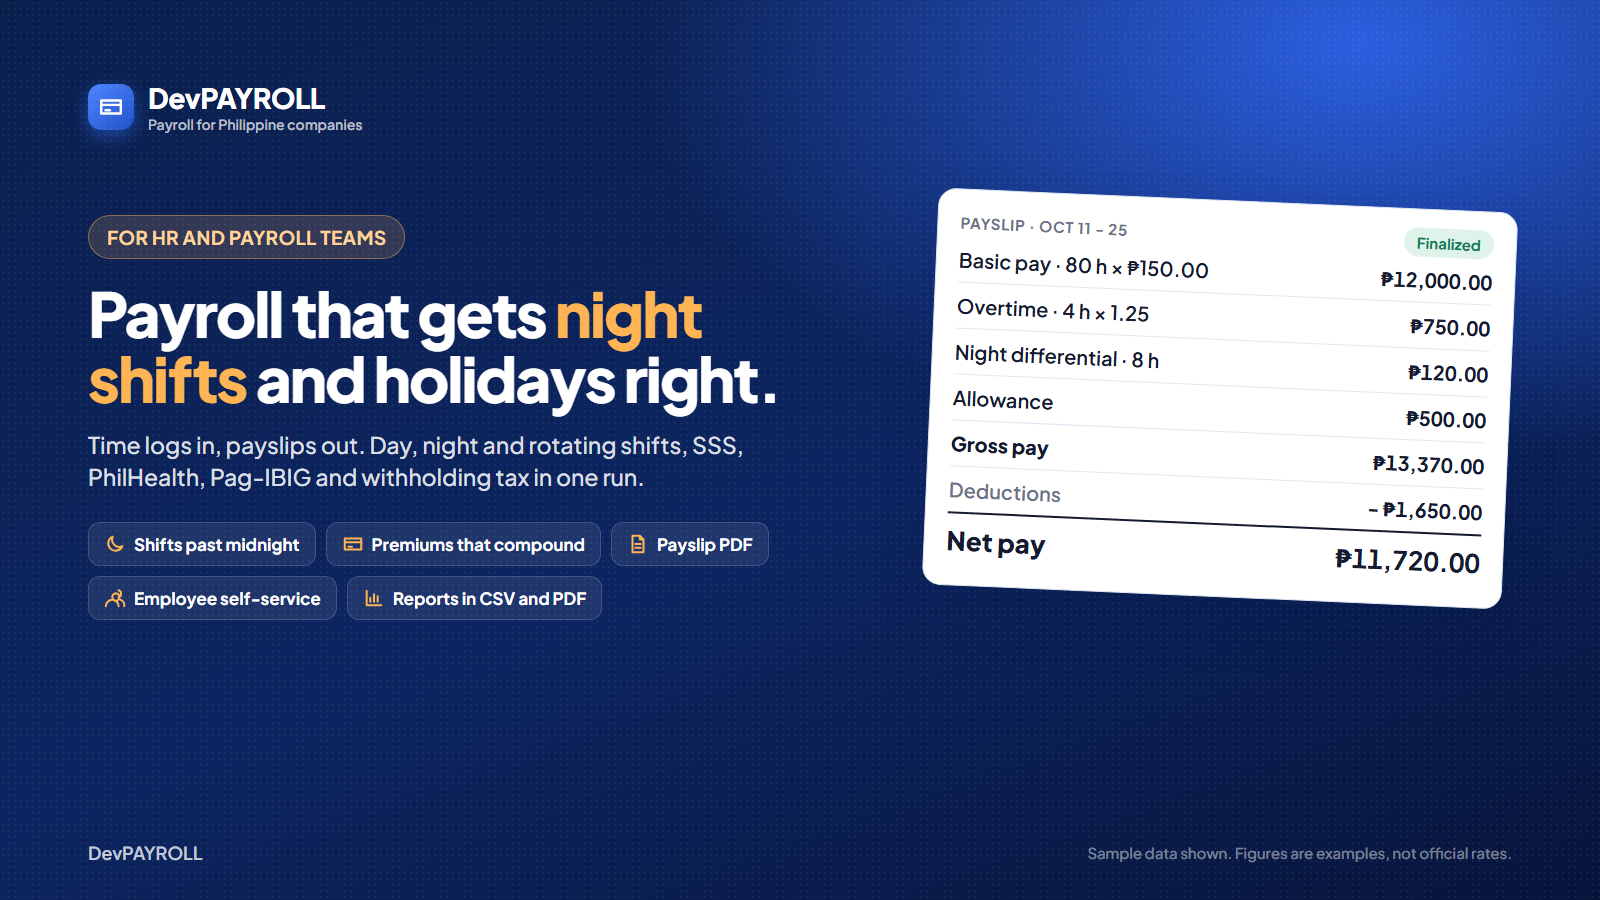 DevPAYROLL
Payroll for Philippine companies
FOR HR AND PAYROLL TEAMS
Payroll that gets night
shifts and holidays right.
Time logs in, payslips out. Day, night and rotating shifts, SSS,
PhilHealth, Pag-IBIG and withholding tax in one run.
Shifts past midnight
Premiums that compound
Payslip PDF
Employee self-service
Reports in CSV and PDF
PAYSLIP · OCT 11 – 25
Finalized
Basic pay · 80 h × ₱150.00 ₱12,000.00
Overtime · 4 h × 1.25 ₱750.00
Night differential · 8 h ₱120.00
Allowance ₱500.00
Gross pay ₱13,370.00
Deductions – ₱1,650.00
Net pay ₱11,720.00
DevPAYROLL
Sample data shown. Figures are examples, not official rates.